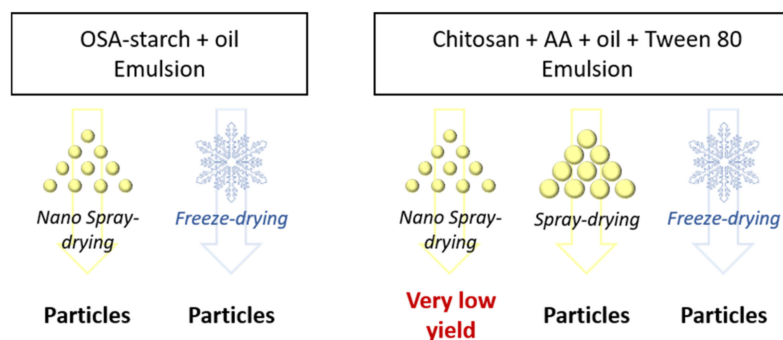 OSA-starch + oil
Emulsion
Nano Spray-
drying
Freeze-drying
Particles
Particles
Chitosan + AA + oil + Tween 80
Emulsion
Nano Spray-
drying
Spray-drying
Freeze-drying
Very low
yield
Particles
Particles